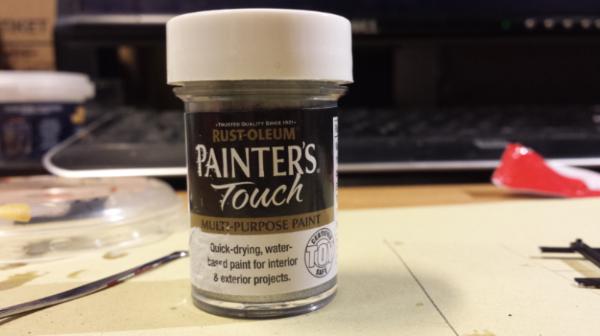 • TRUSTED QUALITY SINCE 1921 •
RUST-OLEUM
PAINTER'S
Touch
MULTI-PURPOSE PAINT
Quick-drying, water-
based paint for interior
& exterior projects.
CERTIFIED
TOY
SAFE